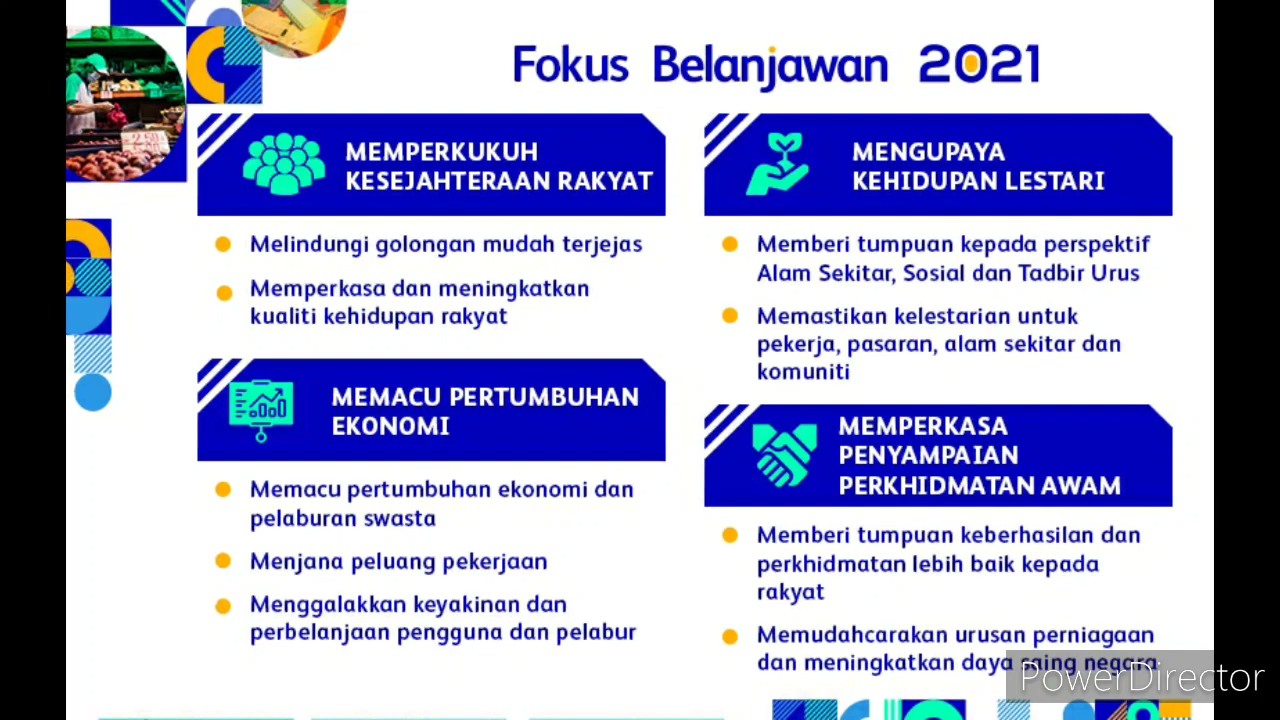 Fokus Belanjawan 2021
MEMPERKUKUH
KESEJAHTERAAN RAKYAT
Melindungi golongan mudah terjejas
Memperkasa dan meningkatkan
kualiti kehidupan rakyat
MEMACU PERTUMBUHAN
EKONOMI
Memacu pertumbuhan ekonomi dan
pelaburan swasta
Menjana peluang pekerjaan
Menggalakkan keyakinan dan
perbelanjaan pengguna dan pelabur
MENGUPAYA
KEHIDUPAN LESTARI
Memberi tumpuan kepada perspektif
Alam Sekitar, Sosial dan Tadbir Urus
Memastikan kelestarian untuk
pekerja, pasaran, alam sekitar dan
komuniti
MEMPERKASA
PENYAMPAIAN
PERKHIDMATAN AWAM
Memberi tumpuan keberhasilan dan
perkhidmatan lebih baik kepada
rakyat
Memudahcarakan urusan perniagaan
dan meningkatkan daya saing negara
PowerDirector